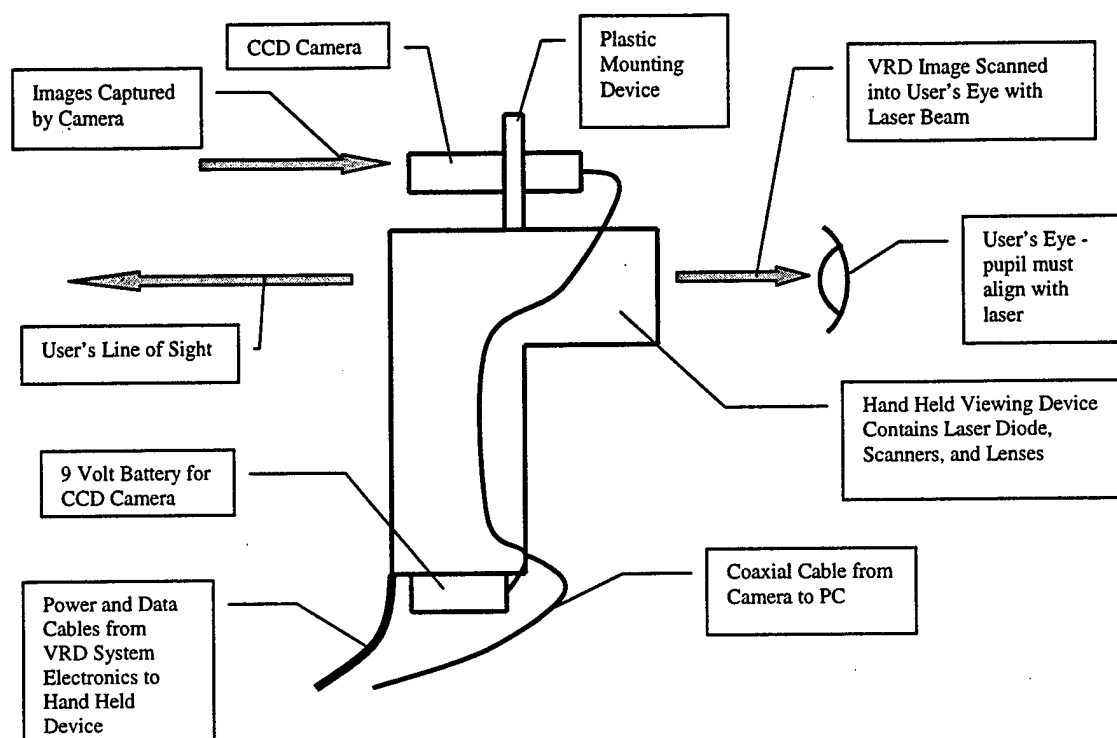 CCD Camera
Plastic
Mounting
Device
VRD Image Scanned
into User's Eye with
Laser Beam
Images Captured
by Camera
User's Eye -
pupil must
align with
laser
User's Line of Sight
Hand Held Viewing Device
Contains Laser Diode,
Scanners, and Lenses
9 Volt Battery for
CCD Camera
Coaxial Cable from
Camera to PC
Power and Data
Cables from
VRD System
Electronics to
Hand Held
Device